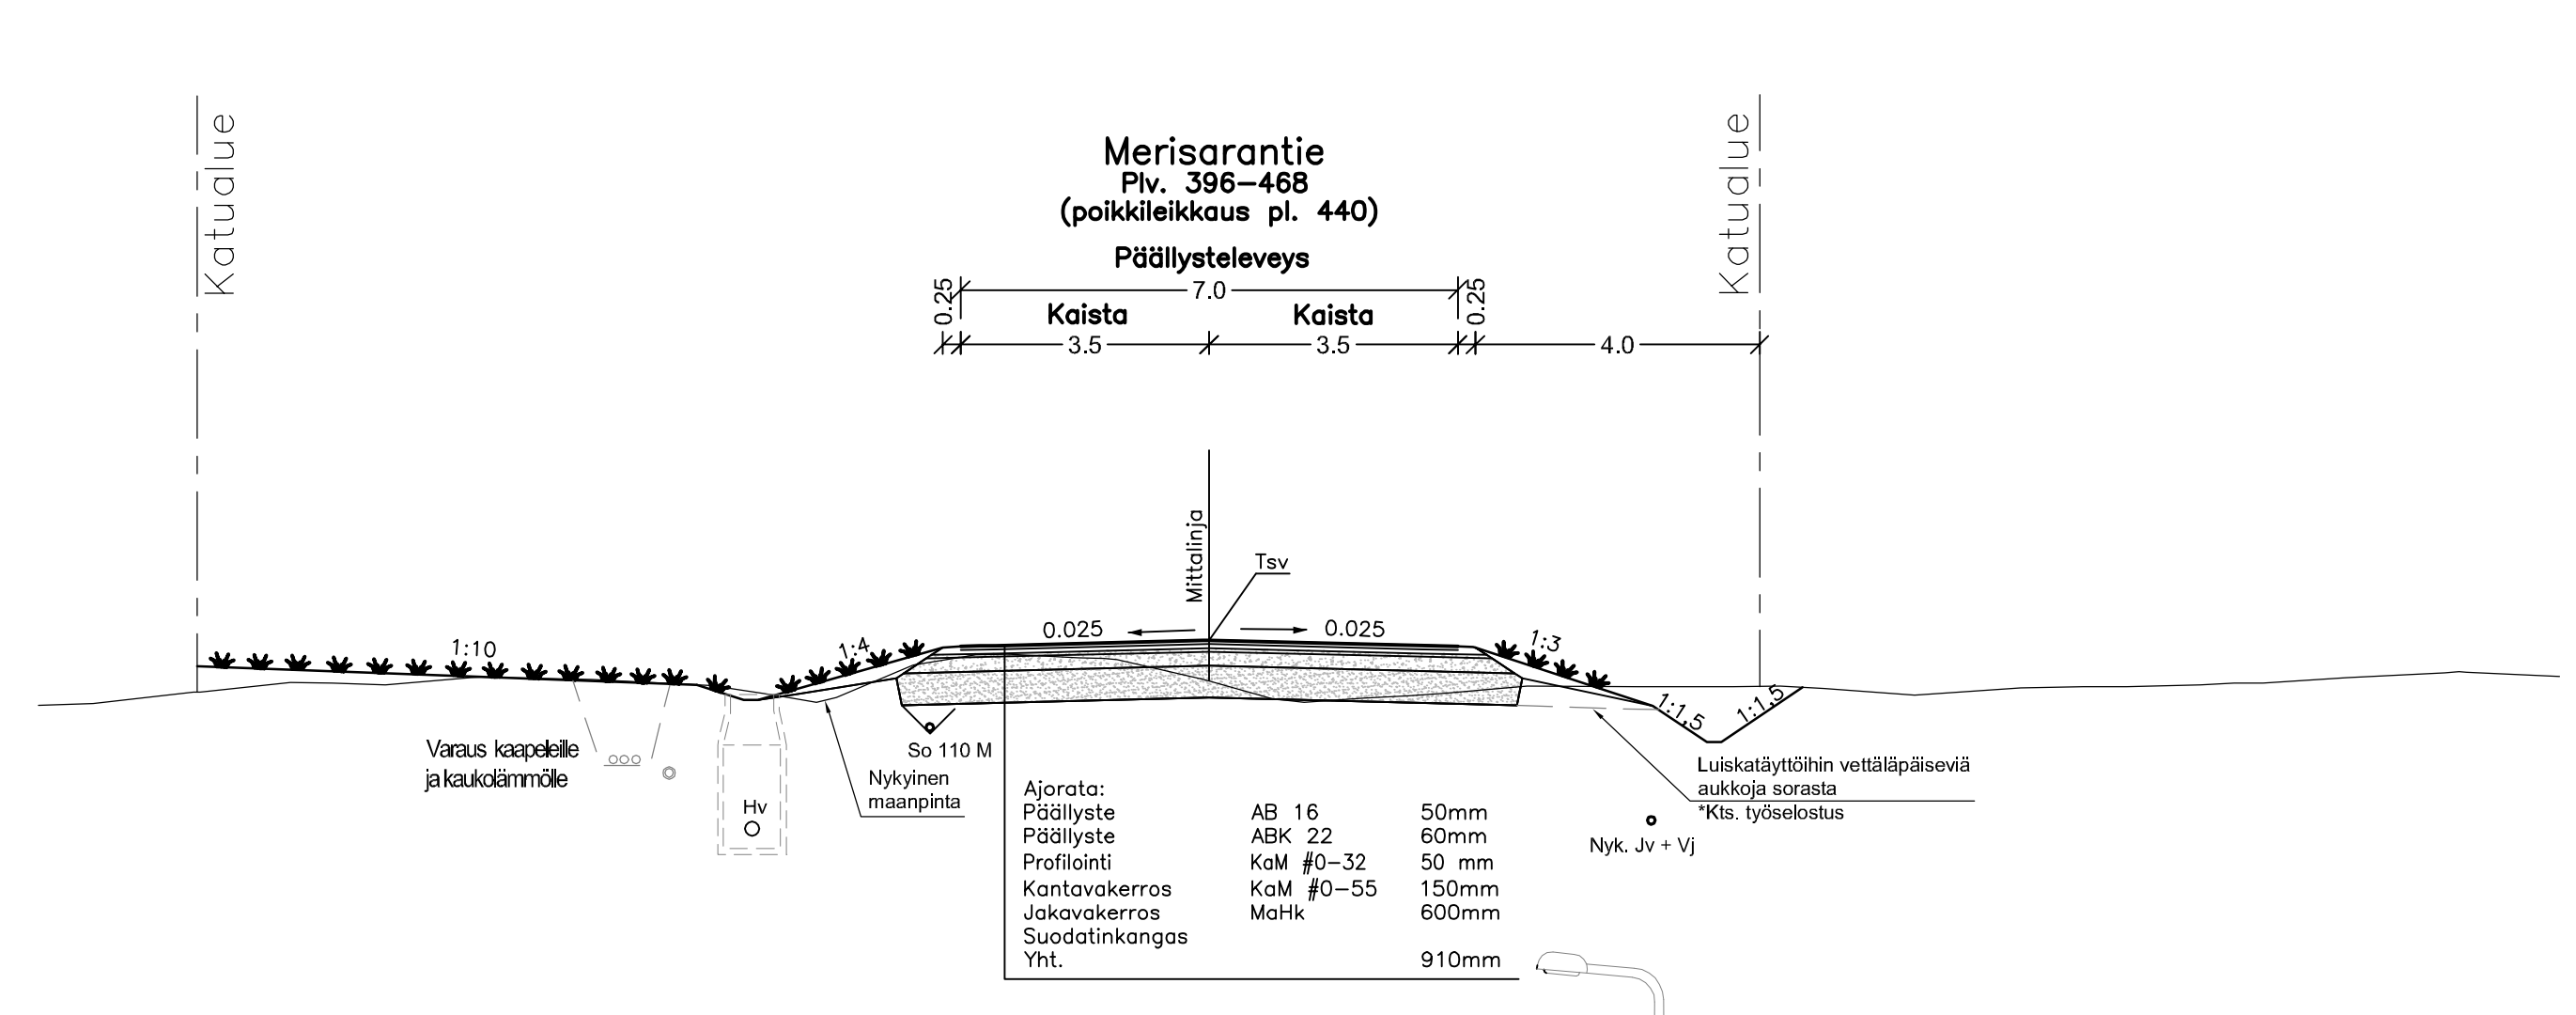 Katualue
Katualue
Merisarantie
Plv. 396-468
(poikkileikkaus pl. 440)
Päällysteleveys
0.25
7.0
0.25
Kaista
Kaista
3.5
3.5
4.0
Mittalinja
Tsv
1:10
1:4
0.025
0.025
1:3
1:1,5
1:1,5
Varaus kaapeleille
ja kaukolämmölle
Hv
So 110 M
Nykyinen
maanpinta
Luiskatäyttöihin vettäläpäiseviä
aukkoja sorasta
*Kts. työselostus
Nyk. Jv + Vj
Ajorata:
Päällyste AB 16 50mm
Päällyste ABK 22 60mm
Profilointi KaM #0-32 50 mm
Kantavakerros KaM #0-55 150mm
Jakavakerros MaHk 600mm
Suodatinkangas
Yht. 910mm